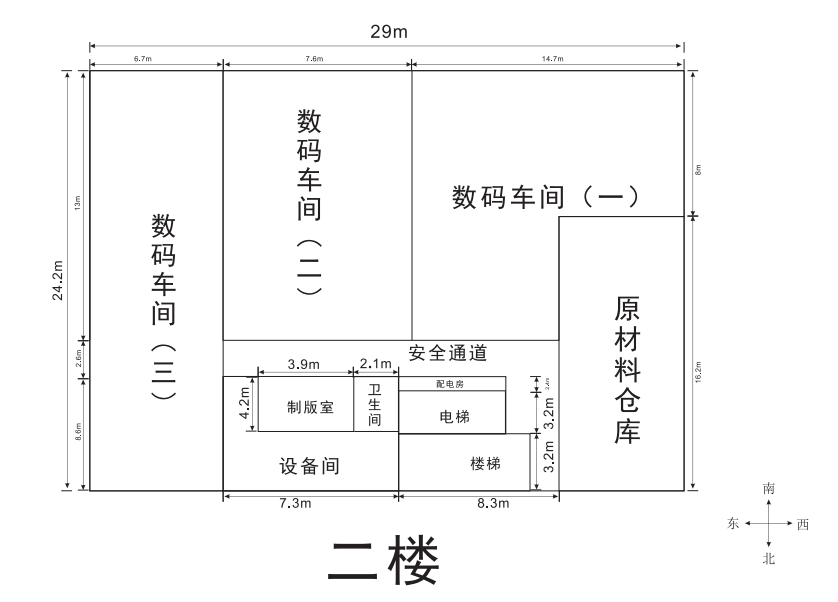 29m
6.7m
7.6m
14.7m
数码车间（二）
数码车间（一）
数码车间（三）
8m
13m
24.2m
原材料仓库
安全通道
2.6m
3.9m
2.1m
16.2m
配电房
4.2m
制版室
卫生间
电梯
3.2m
8.6m
设备间
楼梯
3.2m
7.3m
8.3m
南
东
西
北
二楼